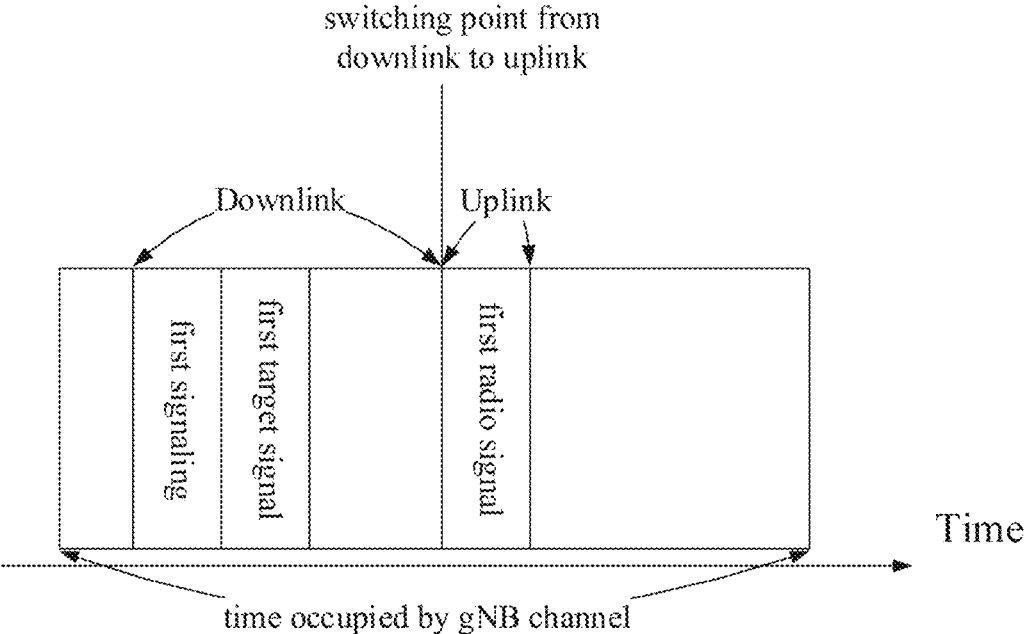 switching point from
downlink to uplink
Downlink
Uplink
first signaling
first target signal
first radio signal
Time
time occupied by gNB channel